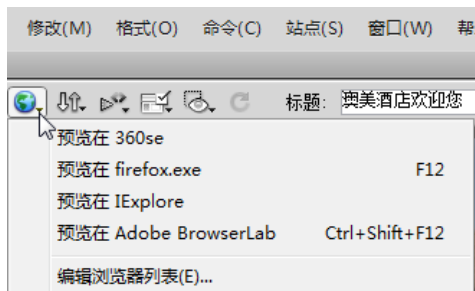 修改(M) 格式(O) 命令(C) 站点(S) 窗口(W) 帮
标题: 澳美酒店欢迎您
预览在 360se
预览在 firefox.exe F12
预览在 IExplore
预览在 Adobe BrowserLab Ctrl+Shift+F12
编辑浏览器列表(E)...